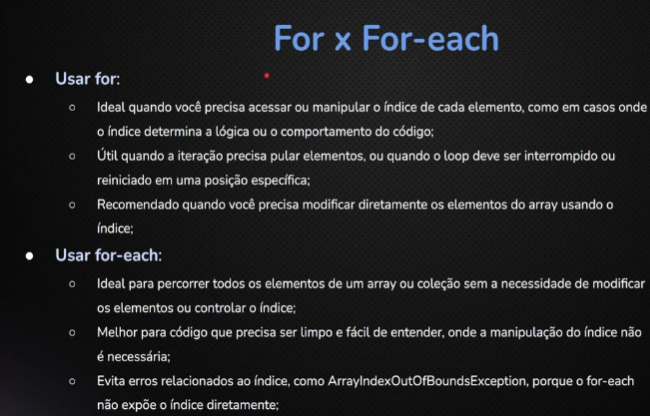 For x For-each
● Usar for:
○ Ideal quando você precisa acessar ou manipular o índice de cada elemento, como em casos onde
o índice determina a lógica ou o comportamento do código;
○ Útil quando a iteração precisa pular elementos, ou quando o loop deve ser interrompido ou
reiniciado em uma posição específica;
○ Recomendado quando você precisa modificar diretamente os elementos do array usando o
índice;
● Usar for-each:
○ Ideal para percorrer todos os elementos de um array ou coleção sem a necessidade de modificar
os elementos ou controlar o índice;
○ Melhor para código que precisa ser limpo e fácil de entender, onde a manipulação do índice não
é necessária;
○ Evita erros relacionados ao índice, como ArrayIndexOutOfBoundsException, porque o for-each
não expõe o índice diretamente;